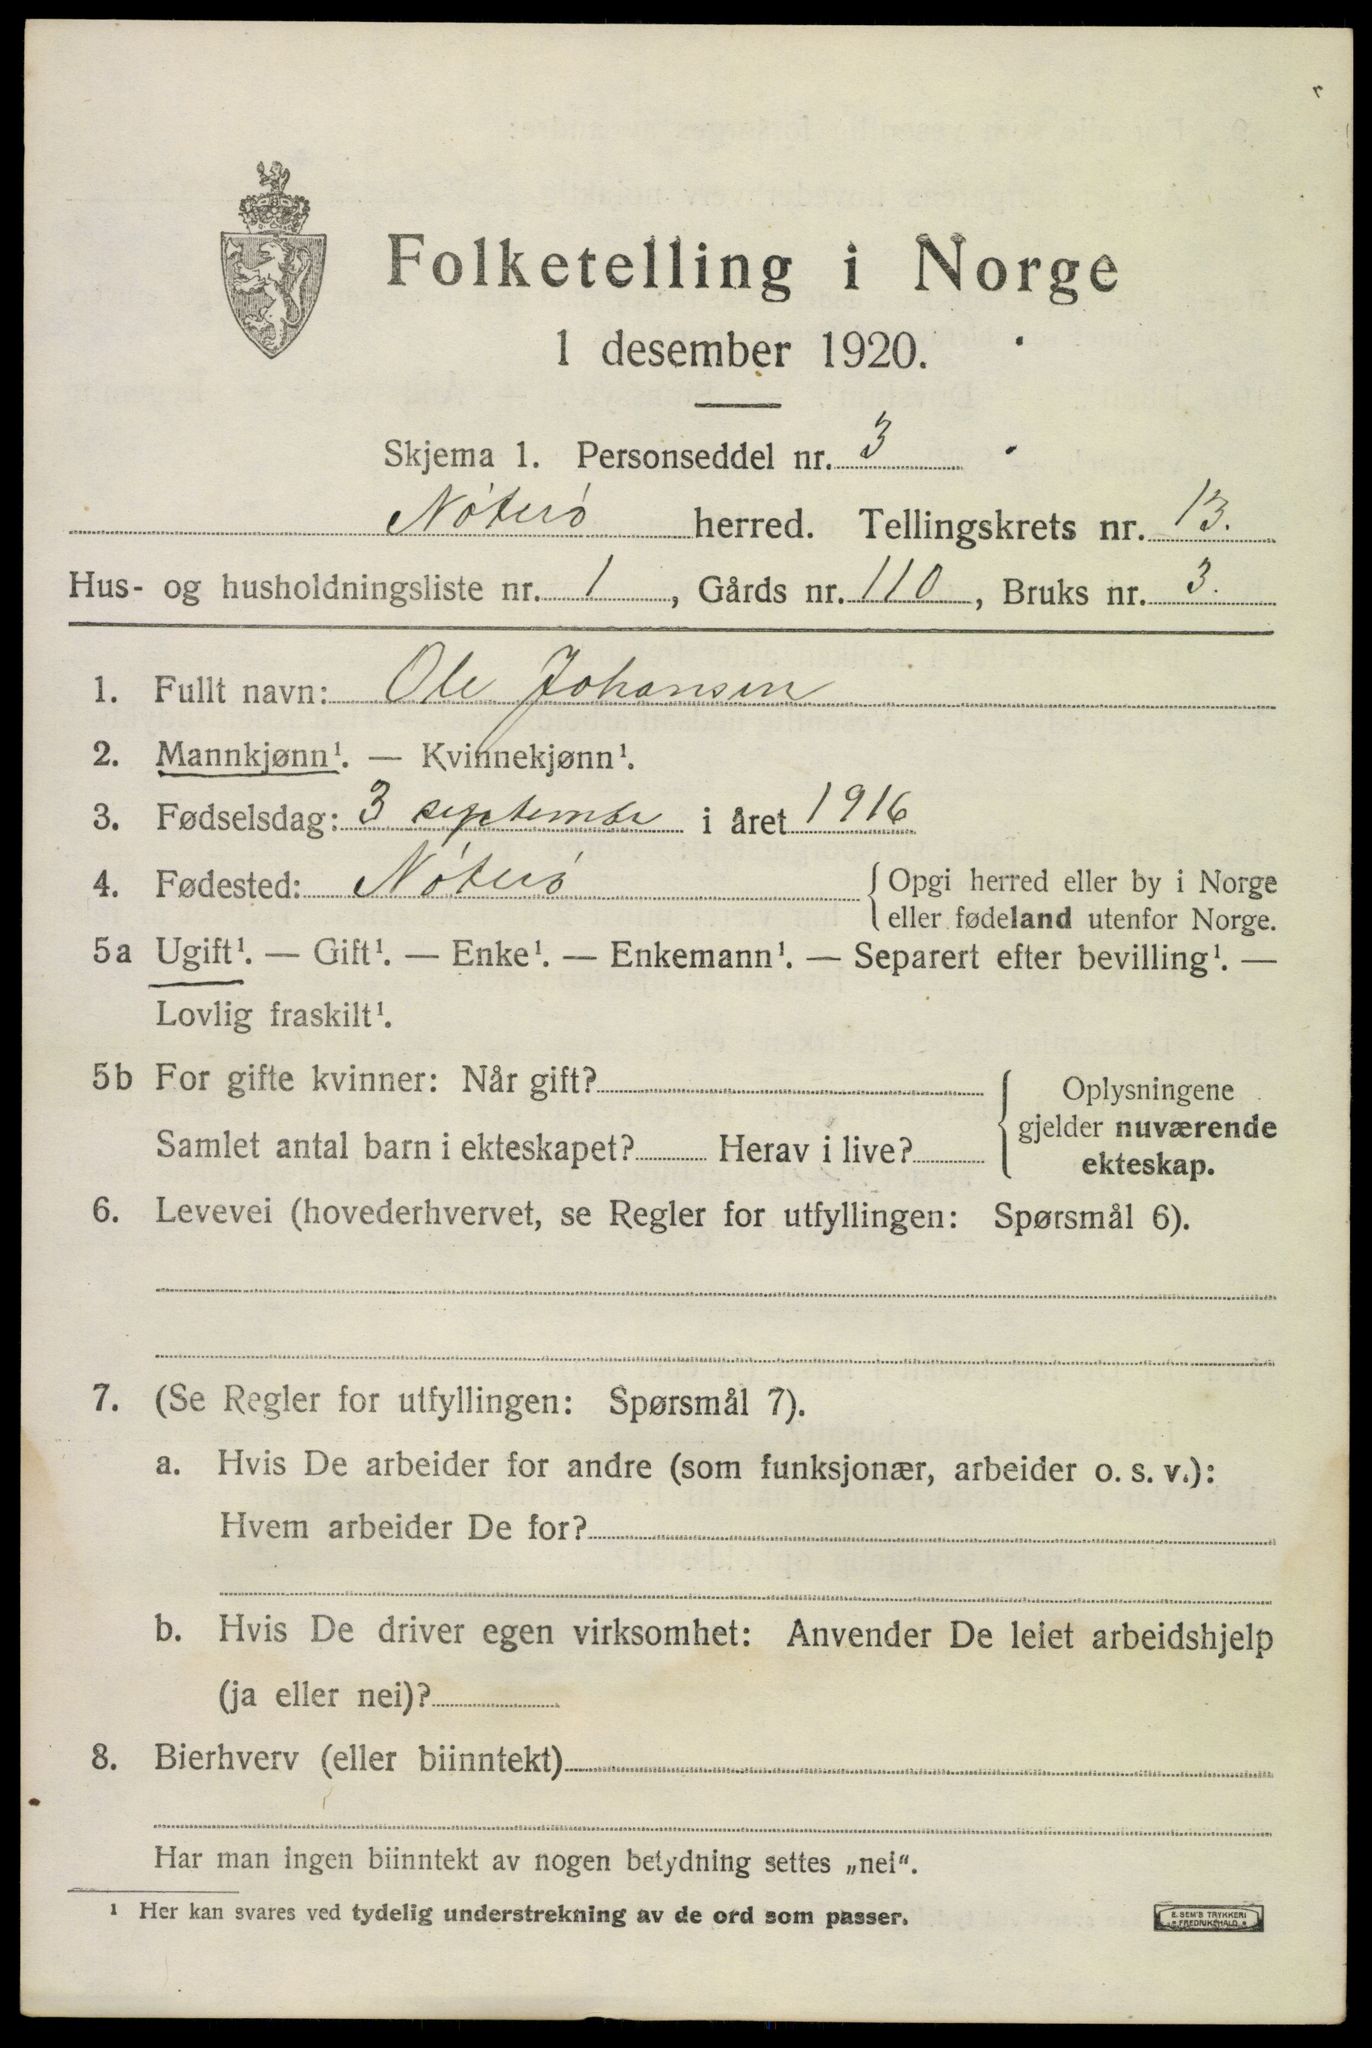 Folketelling i Norge
1 desember 1920.
Skjema 1. Personseddel nr. 3
Nøterø herred. Tellingskrets nr. 13.
Hus- og husholdningsliste nr. 1, Gårds nr. 110, Bruks nr. 3.
1. Fullt navn: Ole Johansen
2. Mannkjønn¹. — Kvinnekjønn¹.
3. Fødselsdag: 3 september i året 1916
4. Fødested: Nøterø { Opgi herred eller by i Norge
eller fødeland utenfor Norge.
5a Ugift¹. — Gift¹. — Enke¹. — Enkemann¹. — Separert efter bevilling¹. —
Lovlig fraskilt¹.
5b For gifte kvinner: Når gift? { Oplysningene
gjelder nuværende
Samlet antal barn i ekteskapet? Herav i live?
ekteskap.
6. Levevei (hovederhvervet, se Regler for utfyllingen: Spørsmål 6).
7. (Se Regler for utfyllingen: Spørsmål 7).
a. Hvis De arbeider for andre (som funksjonær, arbeider o. s. v.):
Hvem arbeider De for?
b. Hvis De driver egen virksomhet: Anvender De leiet arbeidshjelp
(ja eller nei)?
8. Bierhverv (eller biinntekt)
Har man ingen biinntekt av nogen betydning settes „nei".
¹ Her kan svares ved tydelig understrekning av de ord som passer.
E. SEM'S TRYKKERI
FREDRIKSHALD